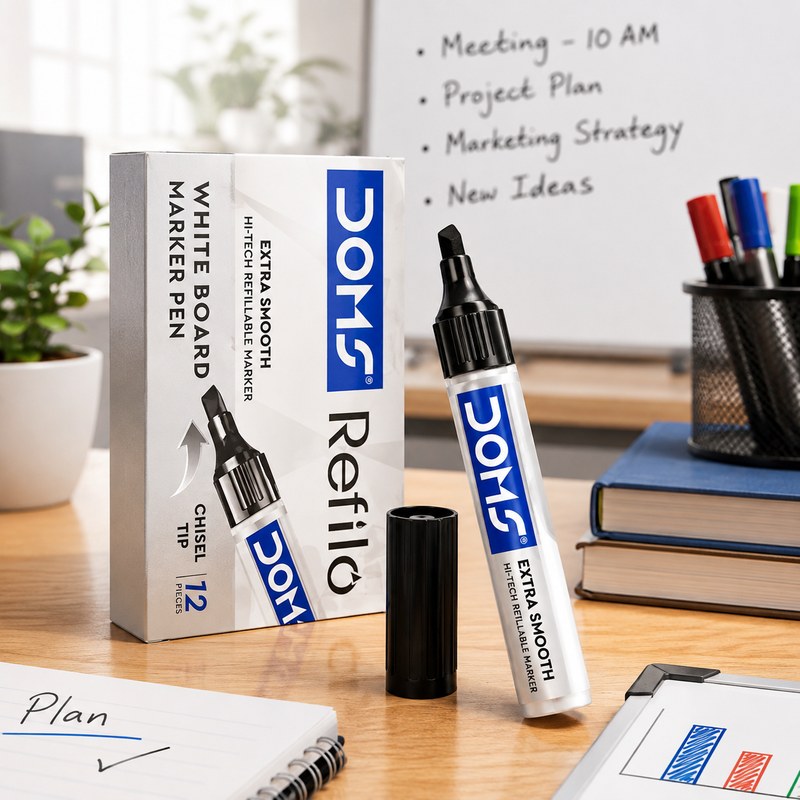 • Meeting - 10 AM
• Project Plan
• Marketing Strategy
• New Ideas
DOMS®
Refilo
EXTRA SMOOTH
HI-TECH REFILLABLE MARKER
WHITE BOARD
MARKER PEN
CHISEL
TIP
12
PIECES
DOM
DOMS®
EXTRA SMOOTH
HI-TECH REFILLABLE MARKER
Plan